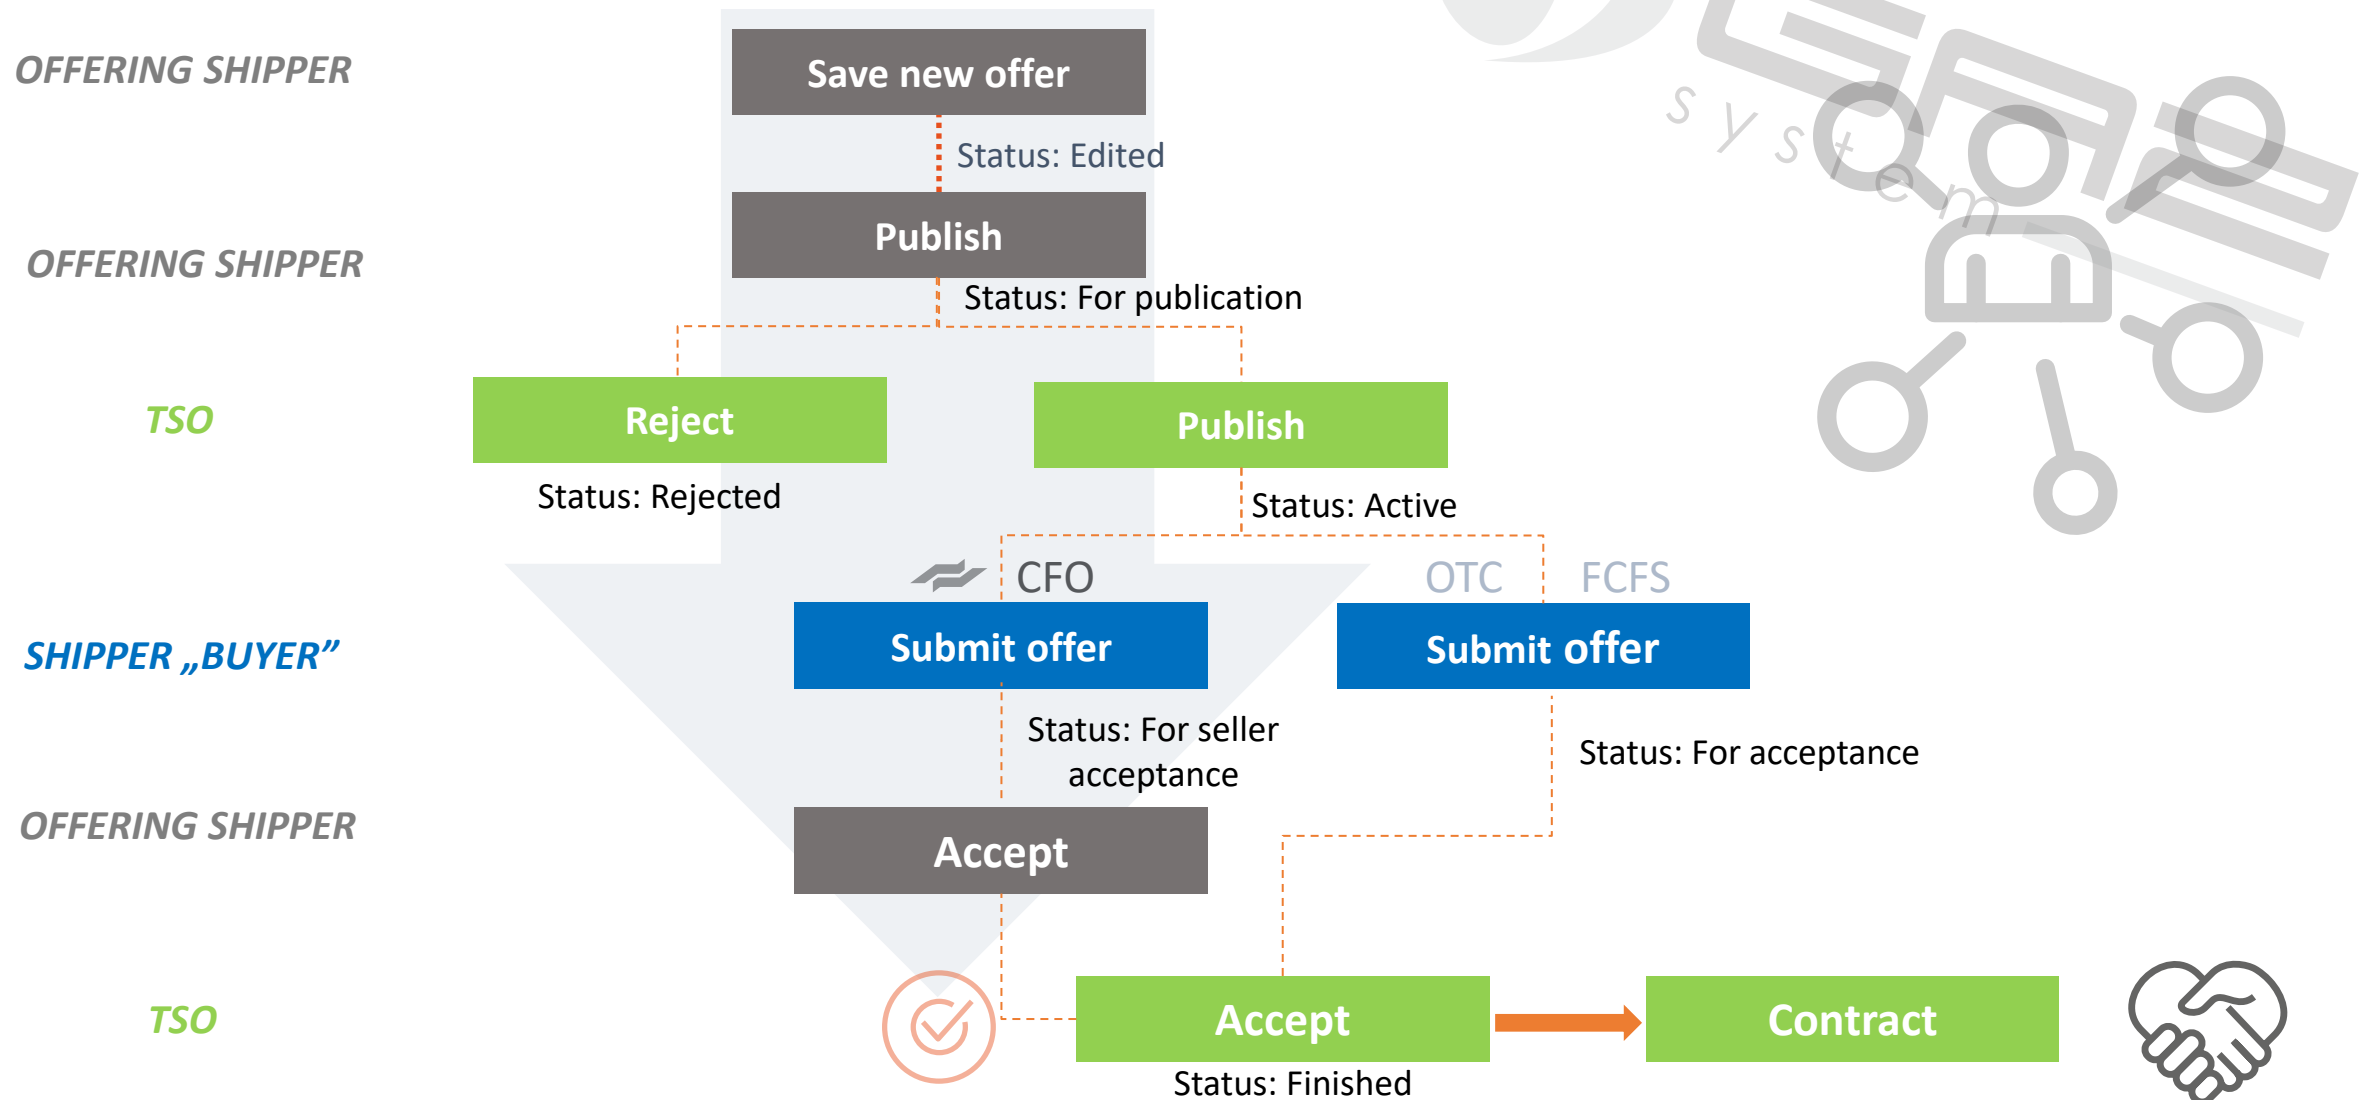 OFFERING SHIPPER
Save new offer
Status: Edited
OFFERING SHIPPER
Publish
Status: For publication
TSO
Reject
Publish
Status: Rejected
Status: Active
CFO
OTC
FCFS
SHIPPER „BUYER”
Submit offer
Submit offer
Status: For seller
acceptance
Status: For acceptance
OFFERING SHIPPER
Accept
TSO
Accept
Contract
Status: Finished
system